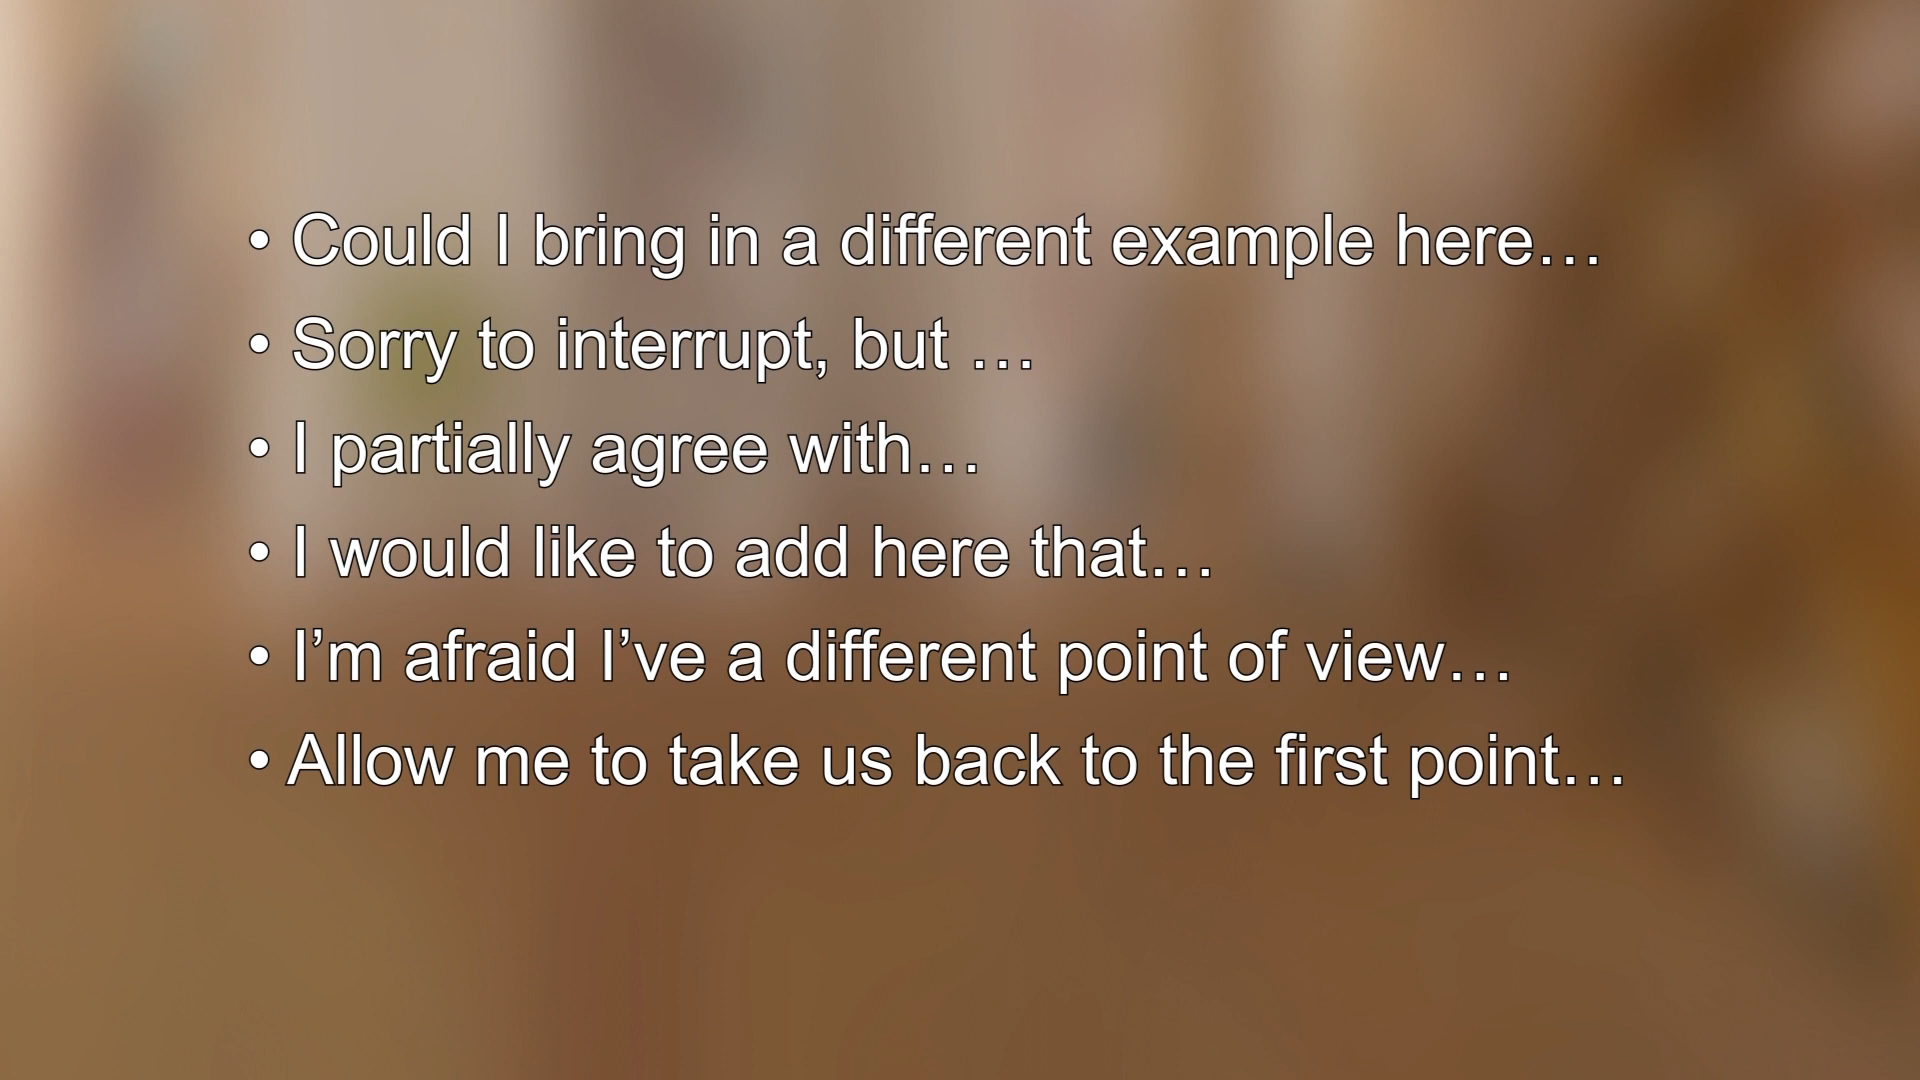 • Could I bring in a different example here…
• Sorry to interrupt, but …
• I partially agree with…
• I would like to add here that…
• I’m afraid I’ve a different point of view…
• Allow me to take us back to the first point…